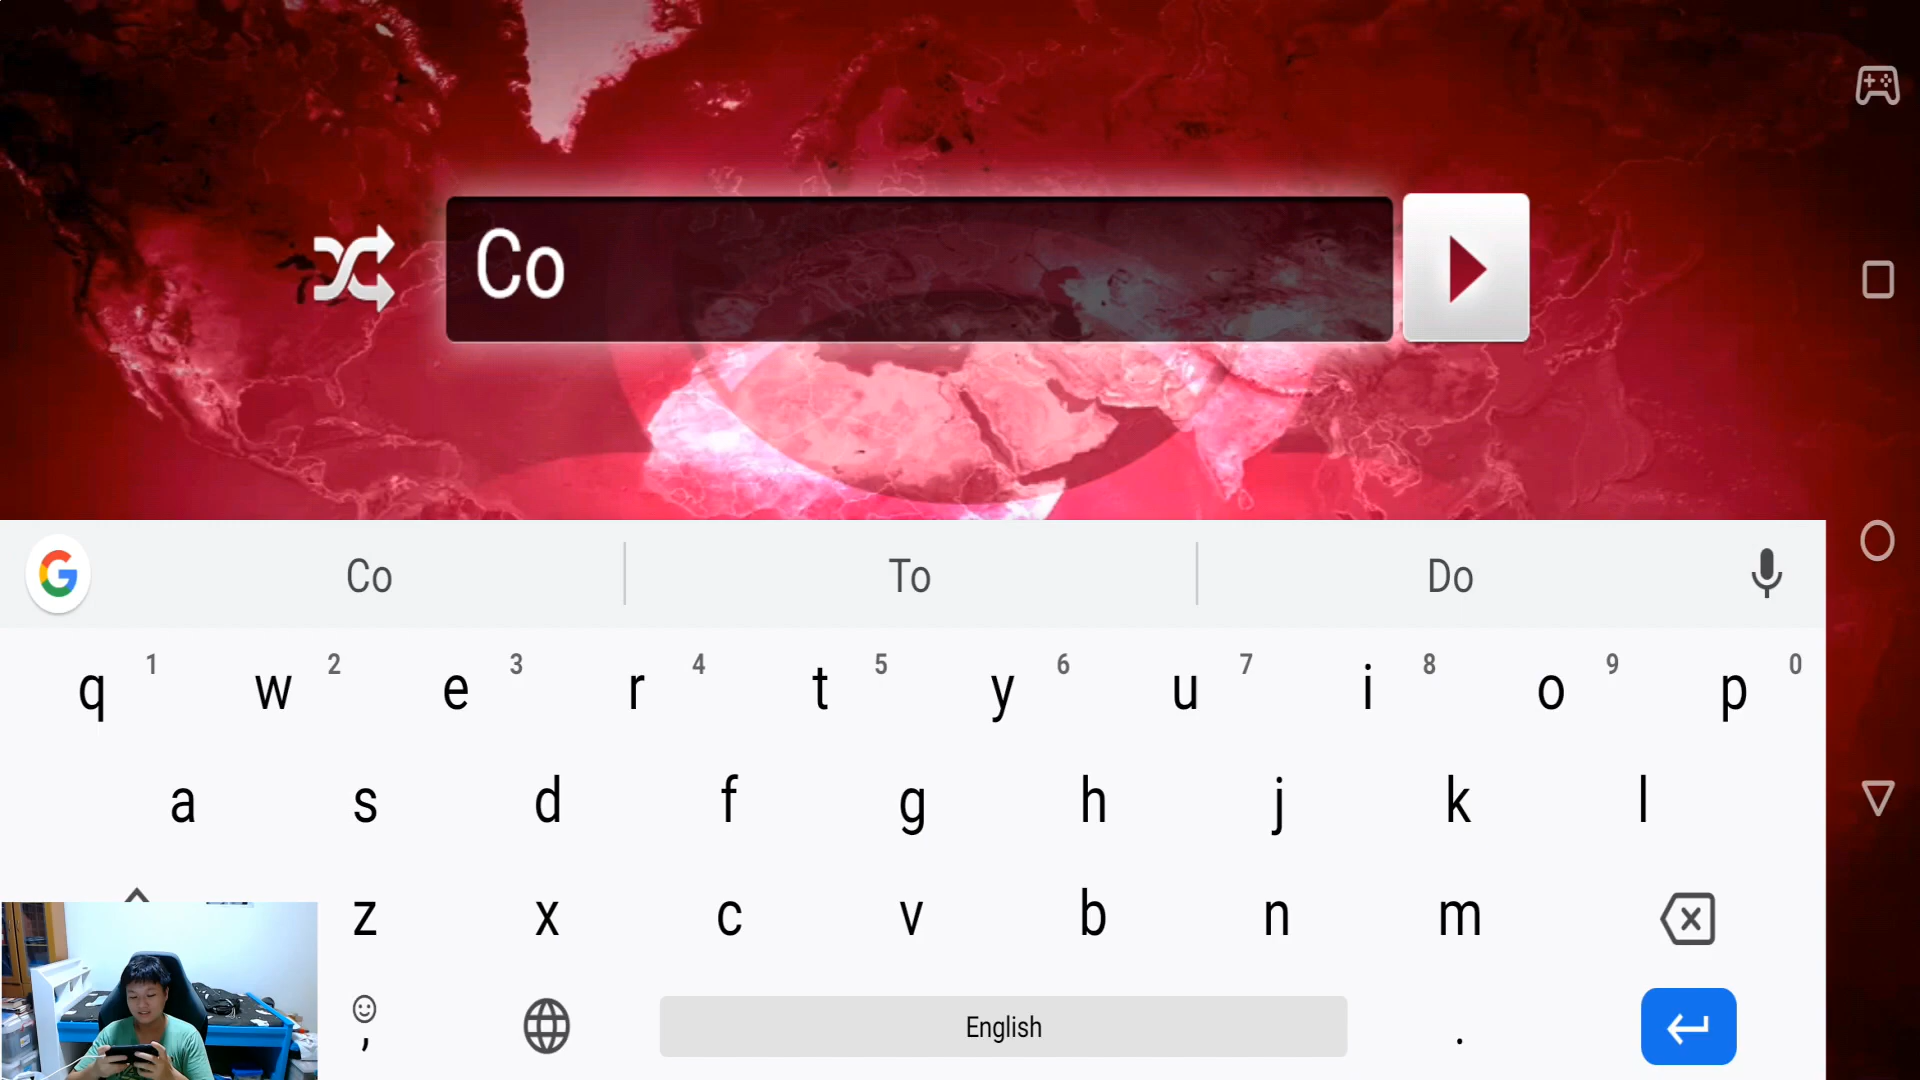 Co
Co To Do
q 1 w 2 e 3 r 4 t 5 y 6 u 7 i 8 o 9 p 0
a s d f g h j k l
z x c v b n m
, English .